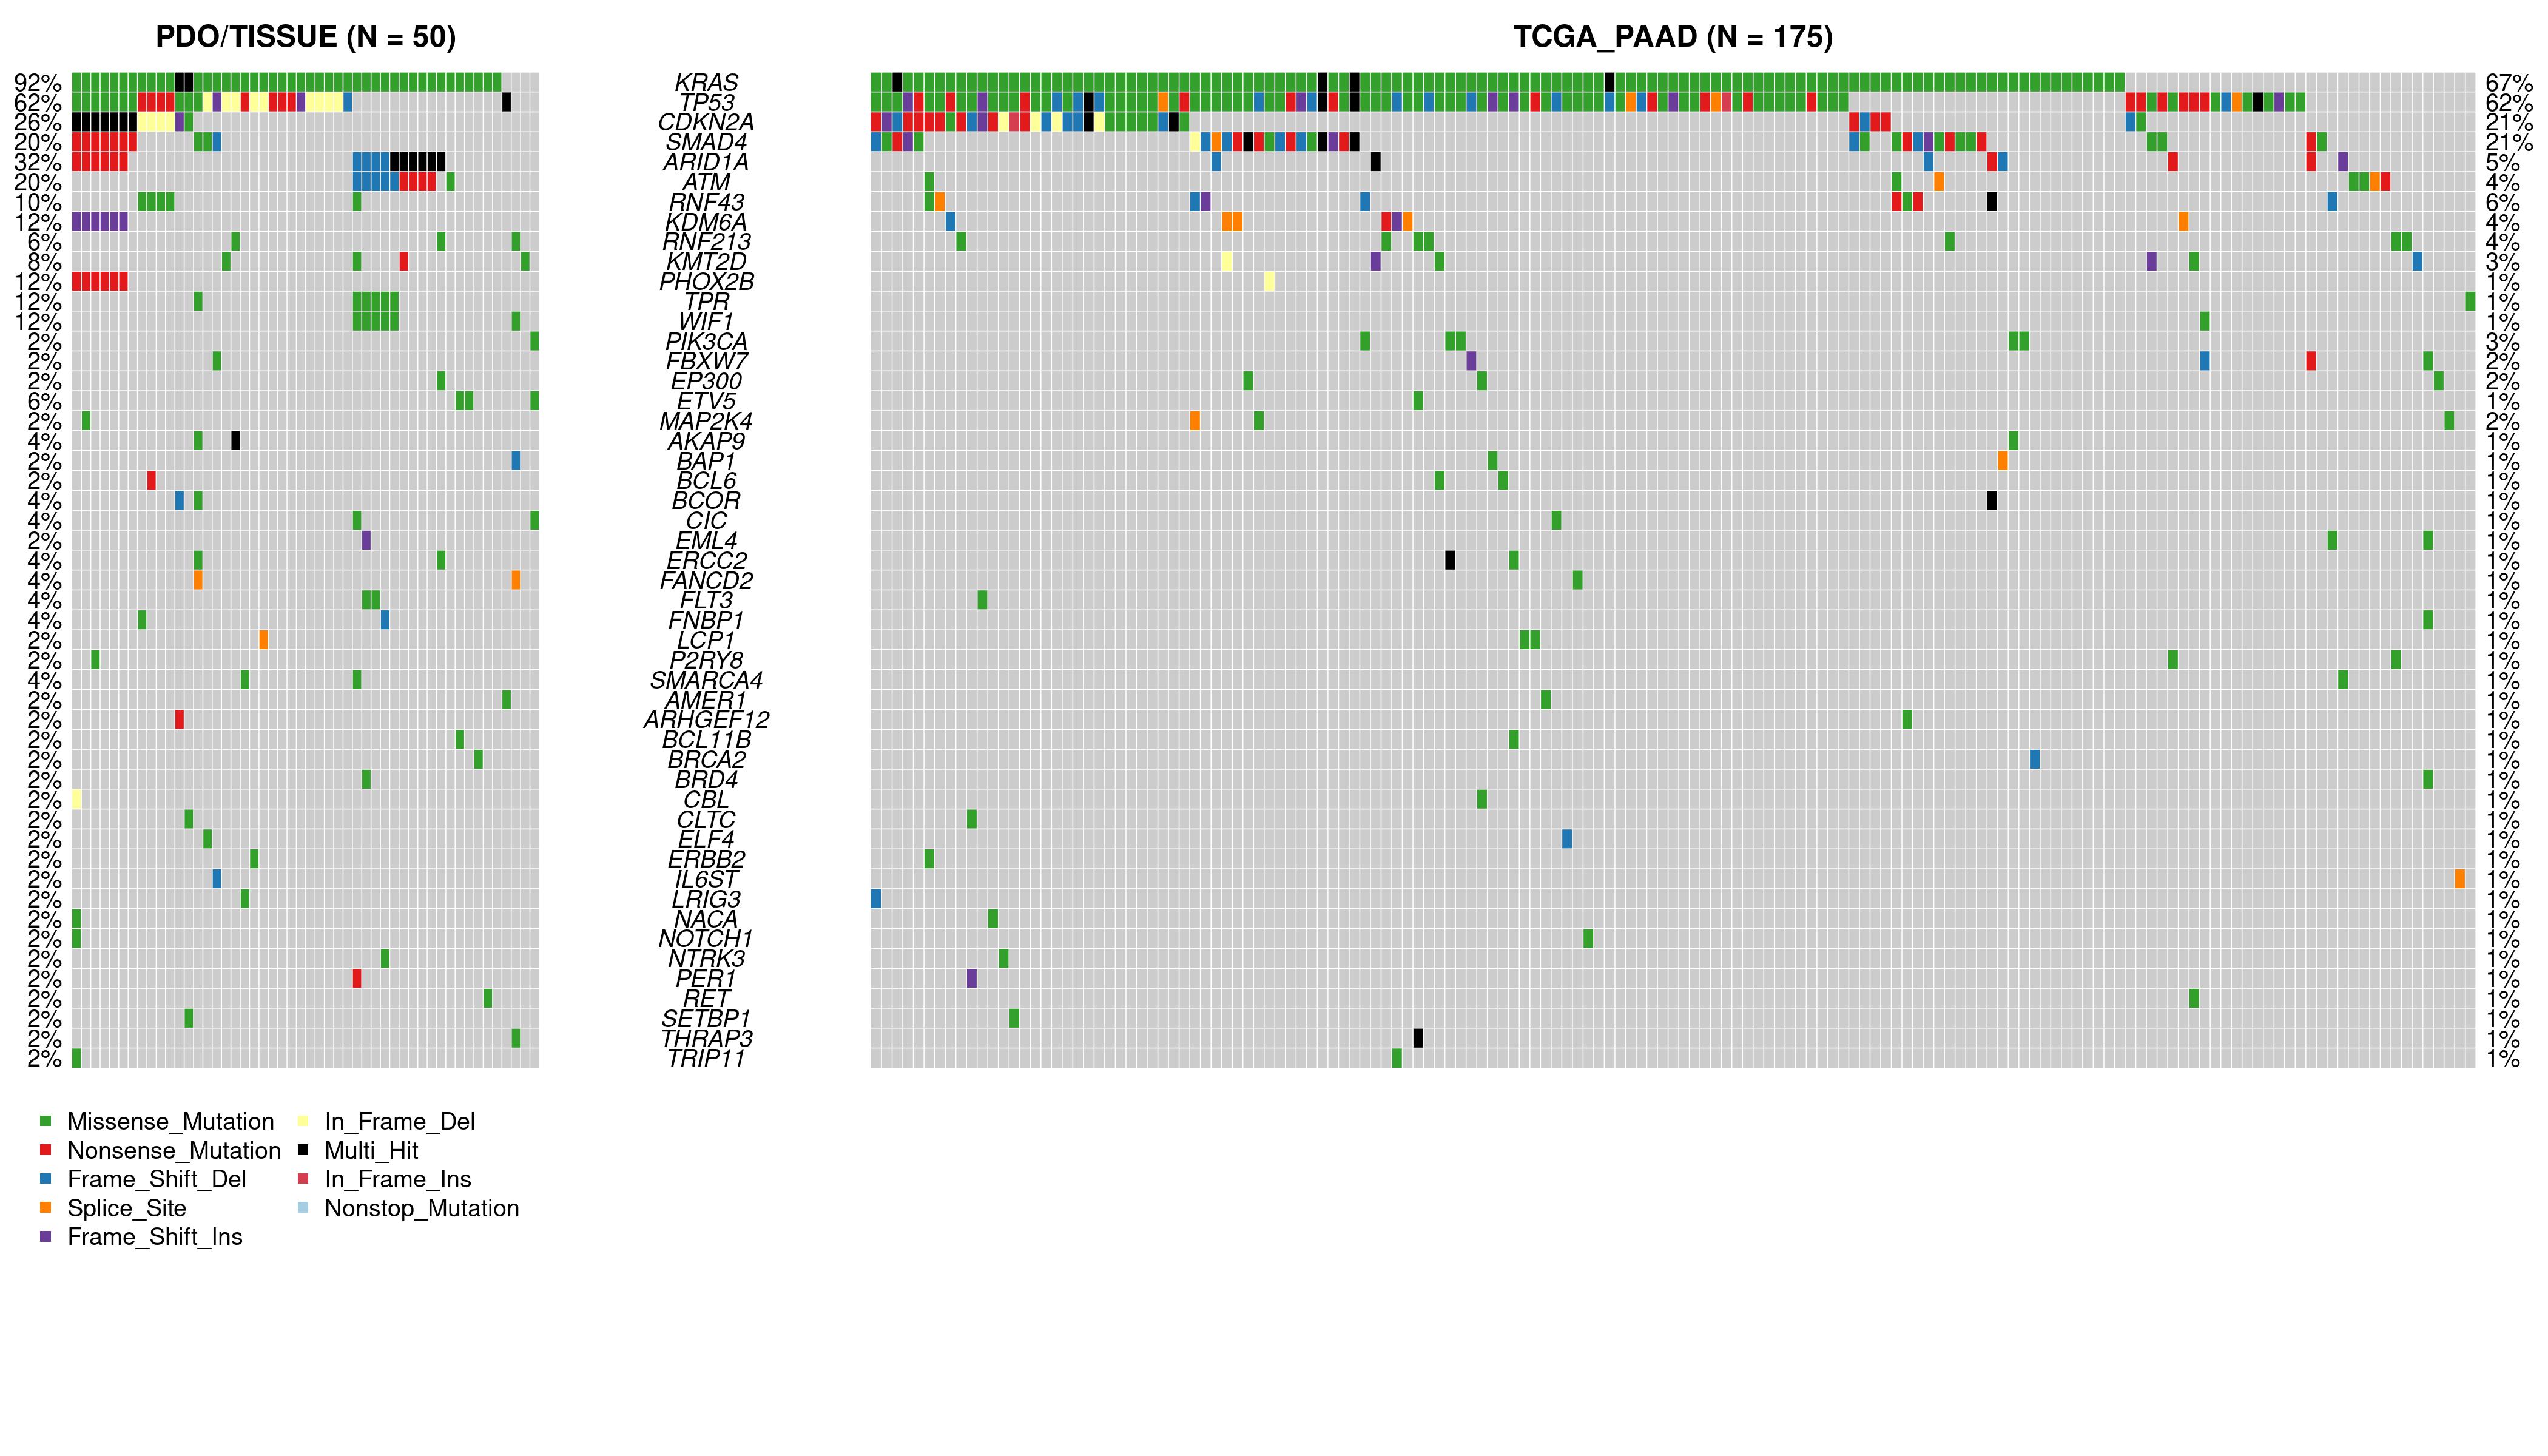 PDO/TISSUE (N = 50) TCGA_PAAD (N = 175)
92% KRAS 67%
62% TP53 62%
26% CDKN2A 21%
20% SMAD4 21%
32% ARID1A 5%
20% ATM 4%
10% RNF43 6%
12% KDM6A 4%
6% RNF213 4%
8% KMT2D 3%
12% PHOX2B 1%
12% TPR 1%
12% WIF1 1%
2% PIK3CA 3%
2% FBXW7 2%
2% EP300 2%
6% ETV5 1%
2% MAP2K4 2%
4% AKAP9 1%
2% BAP1 1%
2% BCL6 1%
4% BCOR 1%
4% CIC 1%
2% EML4 1%
4% ERCC2 1%
4% FANCD2 1%
4% FLT3 1%
4% FNBP1 1%
2% LCP1 1%
2% P2RY8 1%
4% SMARCA4 1%
2% AMER1 1%
2% ARHGEF12 1%
2% BCL11B 1%
2% BRCA2 1%
2% BRD4 1%
2% CBL 1%
2% CLTC 1%
2% ELF4 1%
2% ERBB2 1%
2% IL6ST 1%
2% LRIG3 1%
2% NACA 1%
2% NOTCH1 1%
2% NTRK3 1%
2% PER1 1%
2% RET 1%
2% SETBP1 1%
2% THRAP3 1%
2% TRIP11 1%
Missense_Mutation In_Frame_Del
Nonsense_Mutation Multi_Hit
Frame_Shift_Del In_Frame_Ins
Splice_Site Nonstop_Mutation
Frame_Shift_Ins